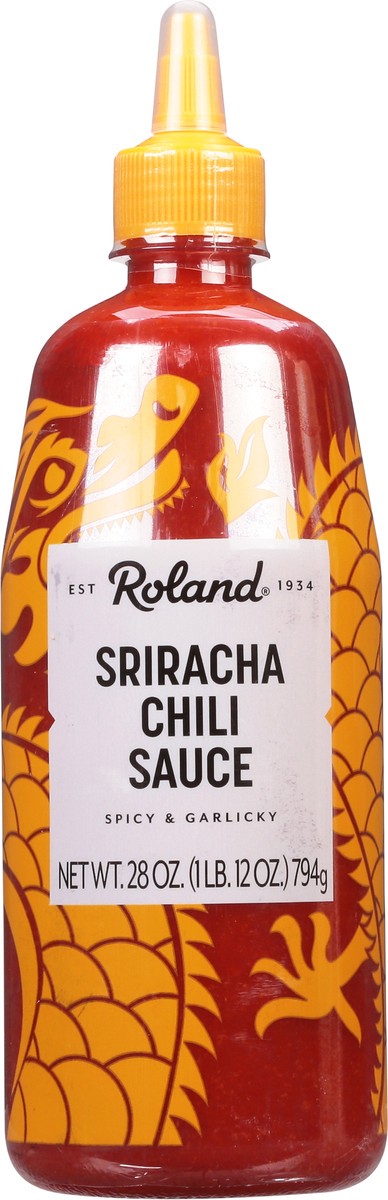 EST Roland® 1934
SRIRACHA
CHILI
SAUCE
SPICY & GARLICKY
NET WT. 28 OZ. (1 LB. 12 OZ.) 794g